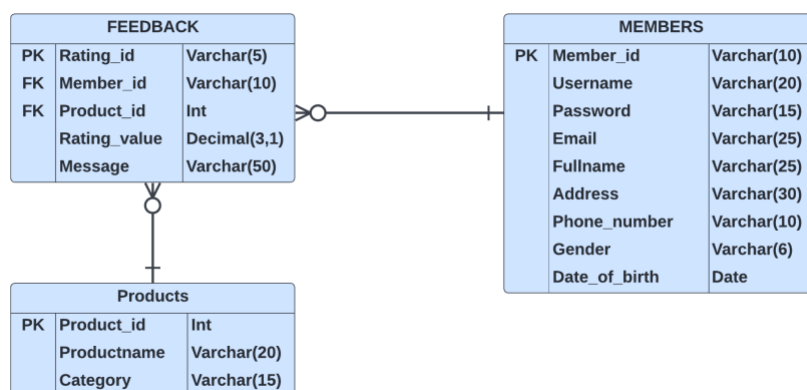 FEEDBACK
PK Rating_id Varchar(5)
FK Member_id Varchar(10)
FK Product_id Int
Rating_value Decimal(3,1)
Message Varchar(50)
MEMBERS
PK Member_id Varchar(10)
Username Varchar(20)
Password Varchar(15)
Email Varchar(25)
Fullname Varchar(25)
Address Varchar(30)
Phone_number Varchar(10)
Gender Varchar(6)
Date_of_birth Date
Products
PK Product_id Int
Productname Varchar(20)
Category Varchar(15)